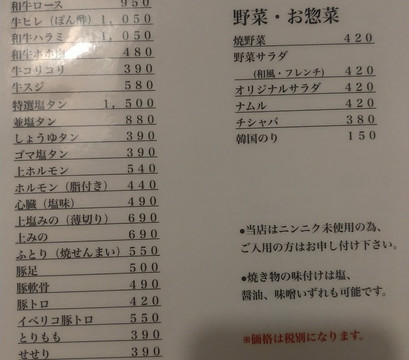 和牛ロース 950
牛ヒレ（ぽん酢） 1,050
和牛ハラミ 1,050
和牛ホホ肉 480
牛コリコリ 390
牛スジ 580
特選塩タン 1,500
並塩タン 880
しょうゆタン 390
ゴマ塩タン 390
上ホルモン 540
ホルモン（脂付き） 440
心臓（塩味） 490
上塩みの（薄切り） 690
上みの 690
ふとり（焼せんまい） 550
豚足 500
豚軟骨 490
豚トロ 420
イベリコ豚トロ 550
とりもも 390
せせり 390
野菜・お惣菜
焼野菜 420
野菜サラダ
（和風・フレンチ） 420
オリジナルサラダ 420
ナムル 420
チシャバ 380
韓国のり 150
●当店はニンニク未使用の為、
ご入用の方はお申し付け下さい。
●焼き物の味付けは塩、
醤油、味噌いずれも可能です。
※価格は税別になります。